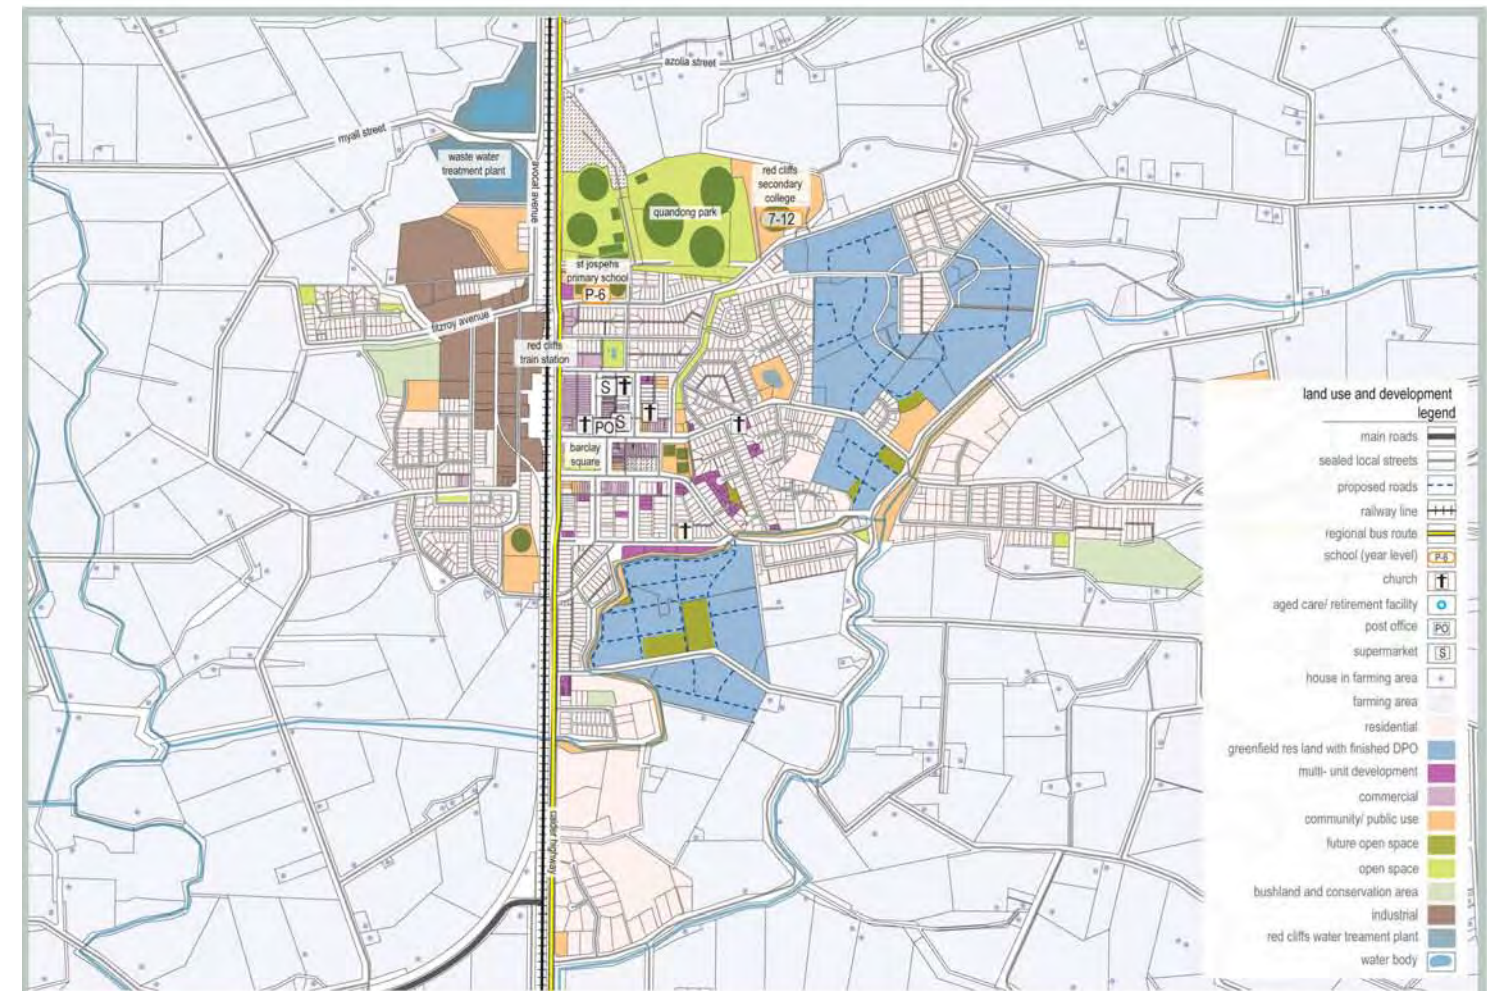 azolia street
myall street
waste water
treatment plant
avocat avenue
red cliffs
secondary
college
7-12
quandong park
st jospehs
primary school
P-6
fitzroy avenue
red cliffs
train station
S
PO
S
barclay
square
calder highway
land use and development
legend
main roads
sealed local streets
proposed roads
railway line
regional bus route
school (year level)
P-6
church
aged care/ retirement facility
post office
PO
supermarket
S
house in farming area
farming area
residential
greenfield res land with finished DPO
multi- unit development
commercial
community/ public use
future open space
open space
bushland and conservation area
industrial
red cliffs water treament plant
water body